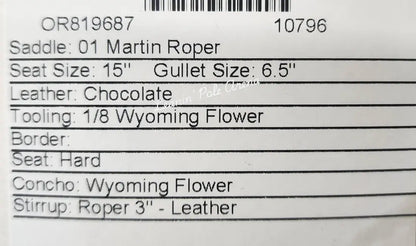 OR819687 10796
Saddle: 01 Martin Roper
Seat Size: 15" Gullet Size: 6.5"
Leather: Chocolate
Tooling: 1/8 Wyoming Flower
Border:
Seat: Hard
Concho: Wyoming Flower
Stirrup: Roper 3" - Leather